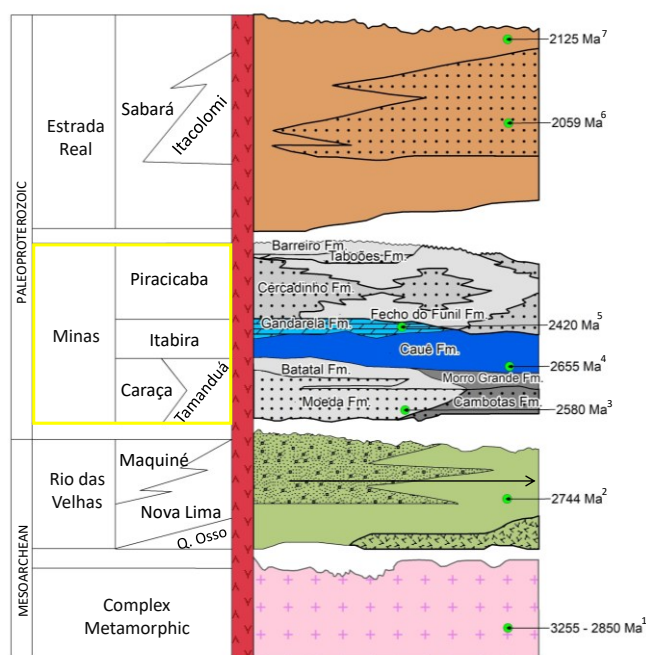 PALEOPROTEROZOIC
Estrada
Real
Sabará
Itacolomi
2125 Ma7
2059 Ma6
Minas
Piracicaba
Itabira
Caraça
Tamanduá
Barreiro Fm.
Taboões Fm.
Cercadinho Fm.
Fecho do Funil Fm.
Gandarela Fm.
2420 Ma5
Cauê Fm.
2655 Ma4
Batatal Fm.
Morro Grande Fm.
Moeda Fm.
Cambotas Fm.
2580 Ma3
MESOARCHEAN
Rio das
Velhas
Maquiné
Nova Lima
Q. Osso
2744 Ma2
Complex
Metamorphic
3255 - 2850 Ma1